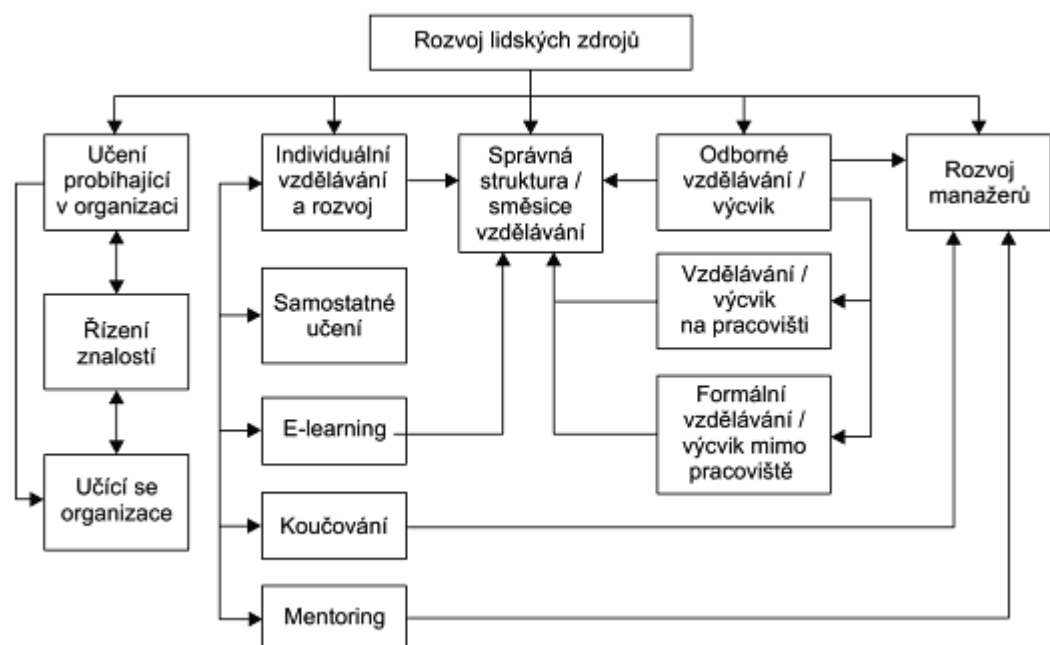 Rozvoj lidských zdrojů
Učení
probíhající
v organizaci
Individuální
vzdělávání
a rozvoj
Správná
struktura /
směsice
vzdělávání
Odborné
vzdělávání /
výcvik
Rozvoj
manažerů
Řízení
znalostí
Samostatné
učení
Vzdělávání /
výcvik
na pracovišti
E-learning
Formální
vzdělávání /
výcvik mimo
pracoviště
Učící se
organizace
Koučování
Mentoring